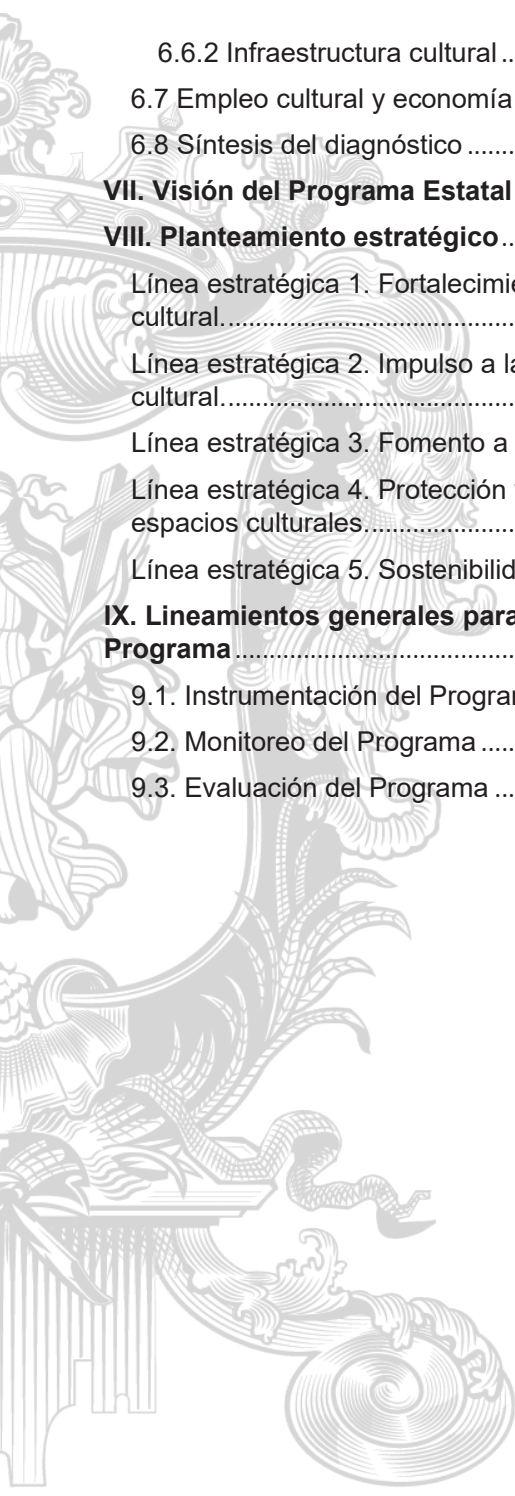 6.6.2 Infraestructura cultural ..
6.7 Empleo cultural y economía
6.8 Síntesis del diagnóstico .......
VII. Visión del Programa Estatal
VIII. Planteamiento estratégico..
Línea estratégica 1. Fortalecimie
cultural.......................................
Línea estratégica 2. Impulso a la
cultural.......................................
Línea estratégica 3. Fomento a
Línea estratégica 4. Protección
espacios culturales.....................
Línea estratégica 5. Sostenibilid
IX. Lineamientos generales para
Programa.....................................
9.1. Instrumentación del Progra
9.2. Monitoreo del Programa .....
9.3. Evaluación del Programa ...